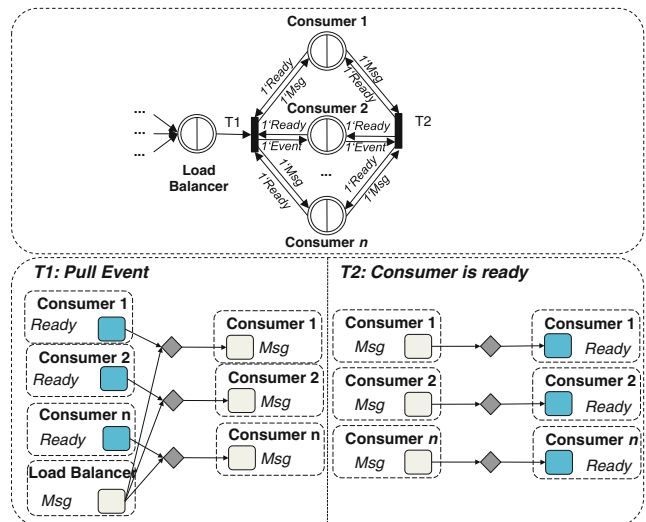 Consumer 1
1‘Ready
1‘Msg
1‘Msg
1‘Ready
...
...
...
T1
Consumer 2
T2
1‘Ready
1‘Ready
1‘Event
1‘Event
Load
Balancer
...
1‘Msg
1‘Ready
1‘Ready
1‘Msg
Consumer n
T1: Pull Event
Consumer 1
Ready
Consumer 2
Ready
Consumer n
Ready
Load Balancer
Msg
Consumer 1
Msg
Consumer 2
Msg
Consumer n
Msg
T2: Consumer is ready
Consumer 1
Msg
Consumer 2
Msg
Consumer n
Msg
Consumer 1
Ready
Consumer 2
Ready
Consumer n
Ready